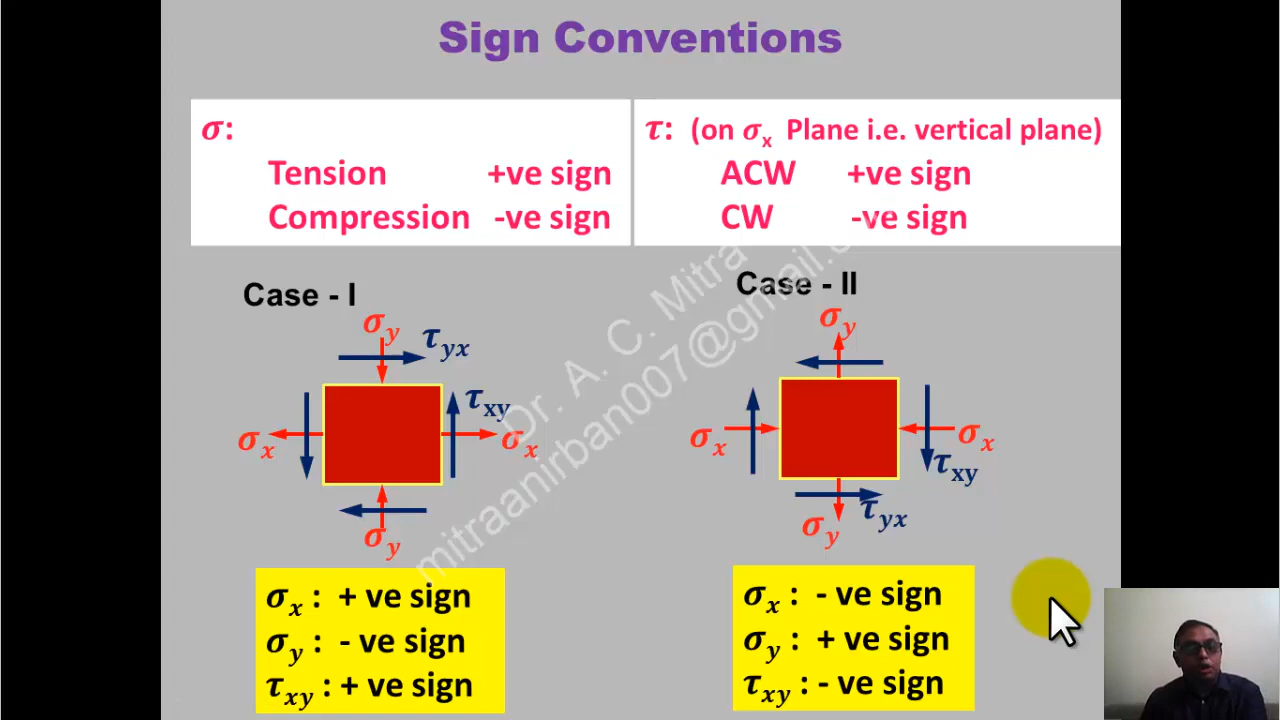 Sign Conventions
σ:
Tension +ve sign
Compression -ve sign
τ: (on σx Plane i.e. vertical plane)
ACW +ve sign
CW -ve sign
Case - I
σy
τyx
τxy
σx
σx
σy
Case - II
σy
σx
σx
τxy
τyx
σy
Dr. A. C. Mitra
mitraanirban007@gmail.
σx : + ve sign
σy : - ve sign
τxy : + ve sign
σx : - ve sign
σy : + ve sign
τxy : - ve sign